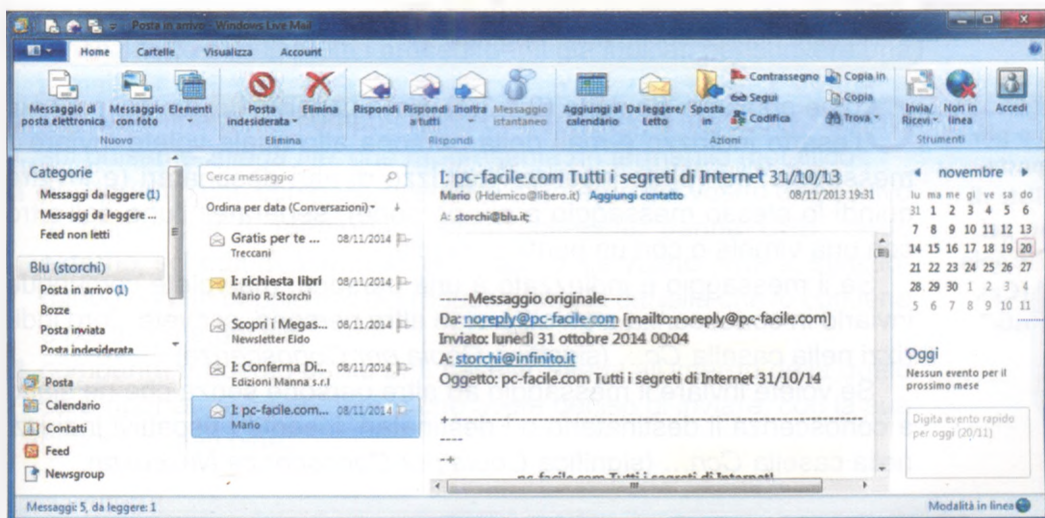 Posta in arrivo - Windows Live Mail
Home Cartelle Visualizza Account
Messaggio di posta elettronica
Messaggio con foto
Elementi
Nuovo
Posta indesiderata
Elimina
Elimina
Rispondi
Rispondi a tutti
Inoltra
Messaggio istantaneo
Rispondi
Aggiungi al calendario
Da leggere/ Letto
Sposta in
Contrassegno
Segui
Codifica
Copia in
Copia
Trova
Azioni
Invia/ Ricevi
Non in linea
Strumenti
Accedi
Categorie
Messaggi da leggere (1)
Messaggi da leggere ...
Feed non letti
Blu (storchi)
Posta in arrivo (1)
Bozze
Posta inviata
Posta indesiderata
Posta
Calendario
Contatti
Feed
Newsgroup
Cerca messaggio
Ordina per data (Conversazioni)
Gratis per te ... 08/11/2014
Treccani
I: richiesta libri 08/11/2014
Mario R. Storchi
Scopri i Megas... 08/11/2014
Newsletter Eldo
I: Conferma Di... 08/11/2014
Edizioni Manna s.r.l
I: pc-facile.com... 08/11/2014
Mario
I: pc-facile.com Tutti i segreti di Internet 31/10/13
Mario (Hdemico@libero.it) Aggiungi contatto 08/11/2013 19:31
A: storchi@blu.it;
-----Messaggio originale-----
Da: noreply@pc-facile.com [mailto:noreply@pc-facile.com]
Inviato: lunedì 31 ottobre 2014 00:04
A: storchi@infinito.it
Oggetto: pc-facile.com Tutti i segreti di Internet 31/10/14
pc-facile.com Tutti i segreti di Internet!
novembre
lu ma me gi ve sa do
31 1 2 3 4 5 6
7 8 9 10 11 12 13
14 15 16 17 18 19 20
21 22 23 24 25 26 27
28 29 30 1 2 3 4
5 6 7 8 9 10 11
Oggi
Nessun evento per il
prossimo mese
Digita evento rapido
per oggi (20/11)
Messaggi: 5, da leggere: 1
Modalità in linea